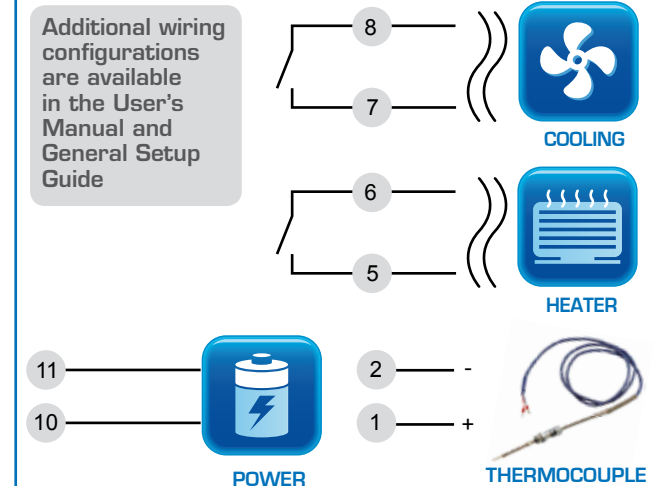 Additional wiring
configurations
are available
in the User's
Manual and
General Setup
Guide
8
7
COOLING
6
5
HEATER
11
10
POWER
2 -
1 +
THERMOCOUPLE